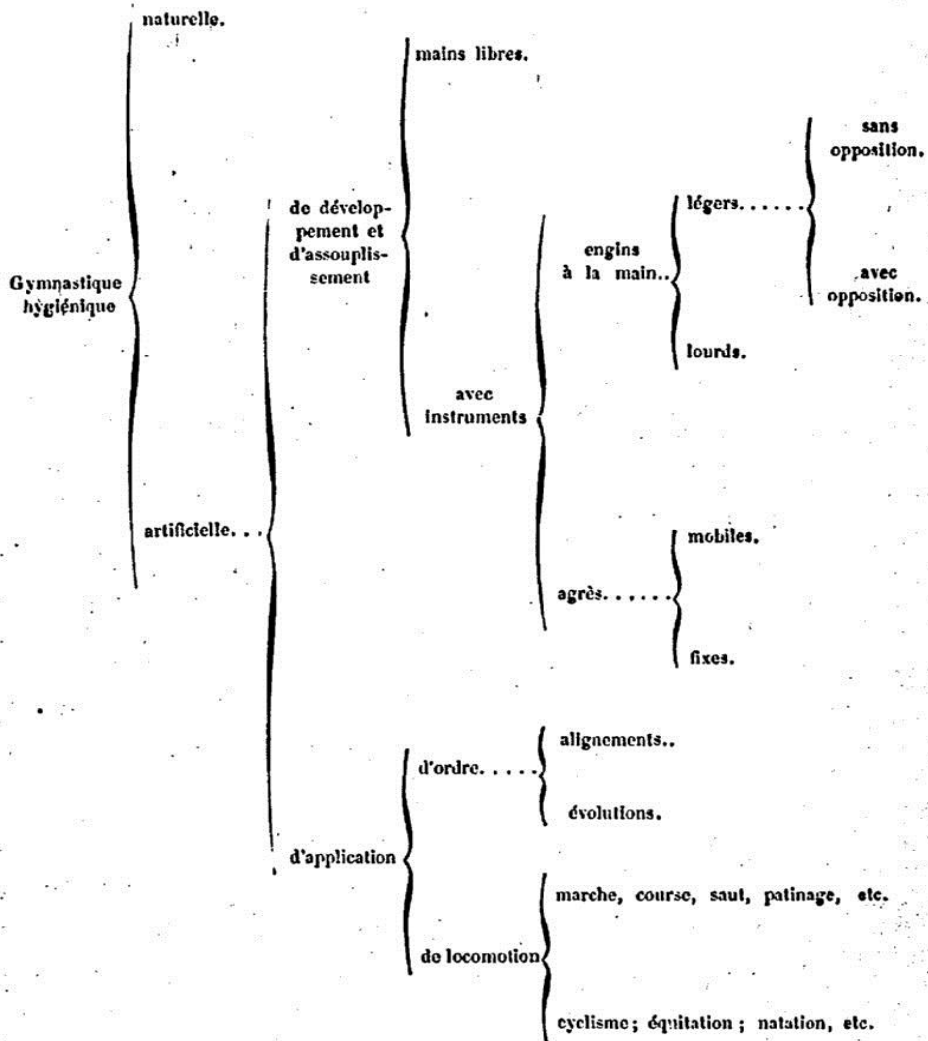 naturelle.
mains libres.
sans
opposition.
de dévelop-
pement et
d'assouplis-
sement
légers......
engins
à la main..
avec
opposition.
Gymnastique
hygiénique
lourds.
avec
instruments
artificielle...
mobiles.
agrès......
fixes.
alignements..
d'ordre.....
évolutions.
d'application
marche, course, saut, patinage, etc.
de locomotion
cyclisme; équitation; natation, etc.